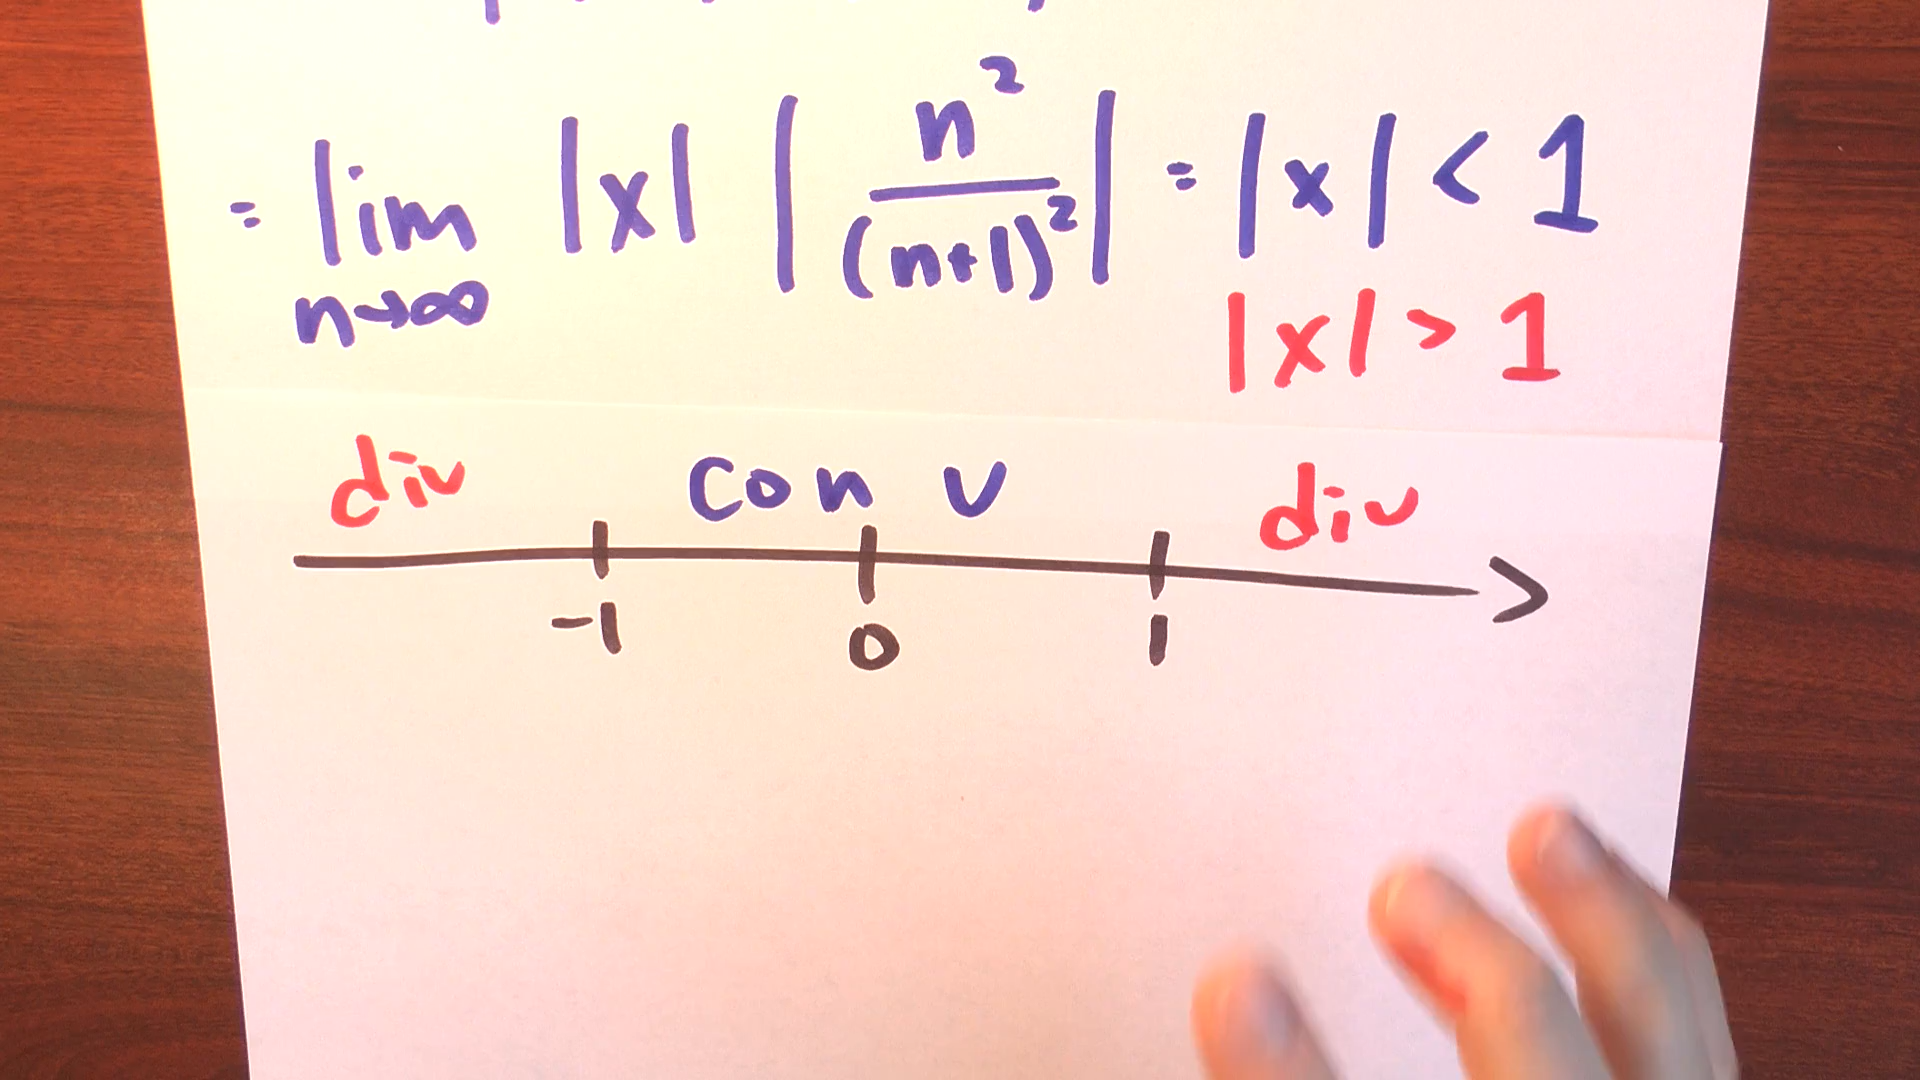 = lim n→∞ |x| | n² / (n+1)² | = |x| < 1
|x| > 1
div con v div
-1 0 1